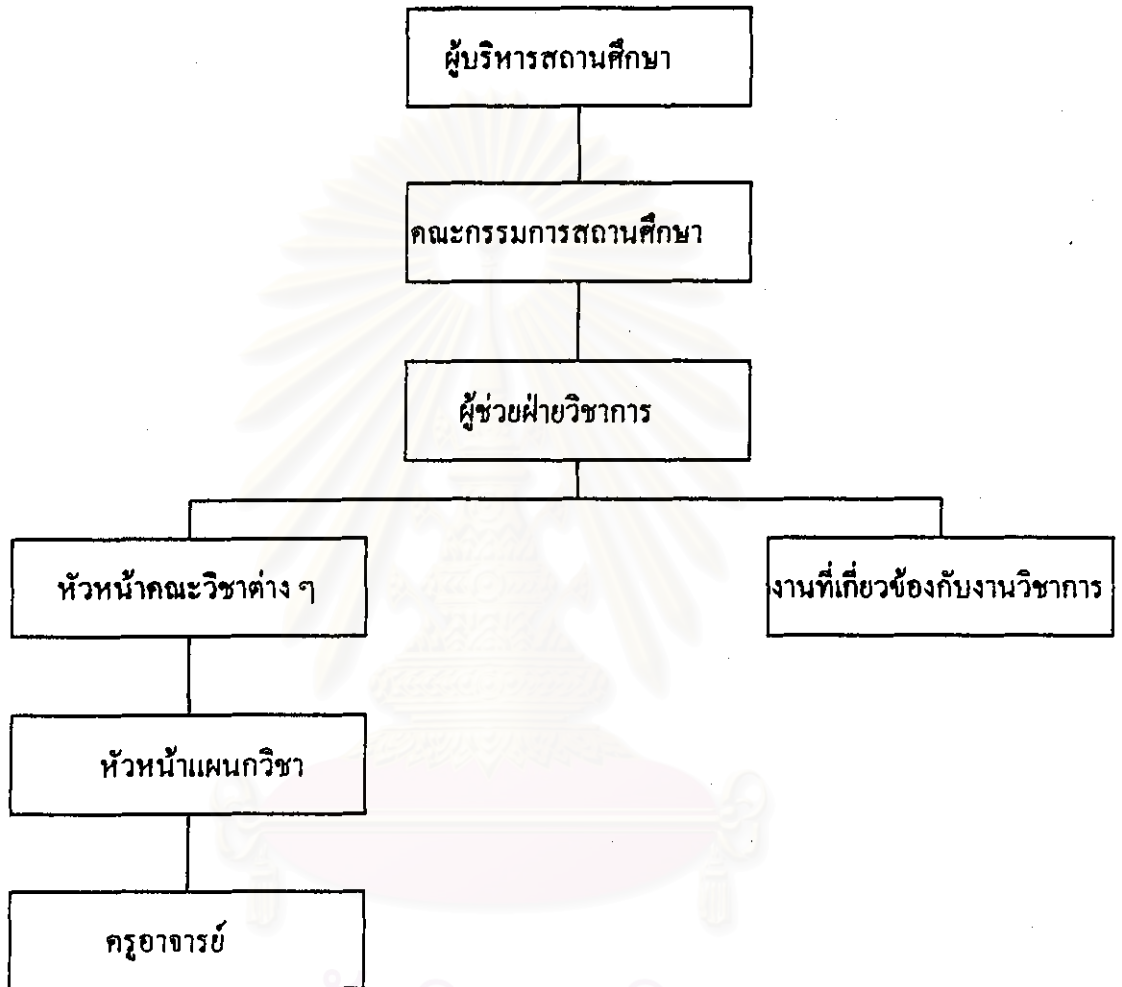 ผู้บริหารสถานศึกษา
คณะกรรมการสถานศึกษา
ผู้ช่วยฝ่ายวิชาการ
หัวหน้าคณะวิชาต่าง ๆ
งานที่เกี่ยวข้องกับงานวิชาการ
หัวหน้าแผนกวิชา
ครูอาจารย์